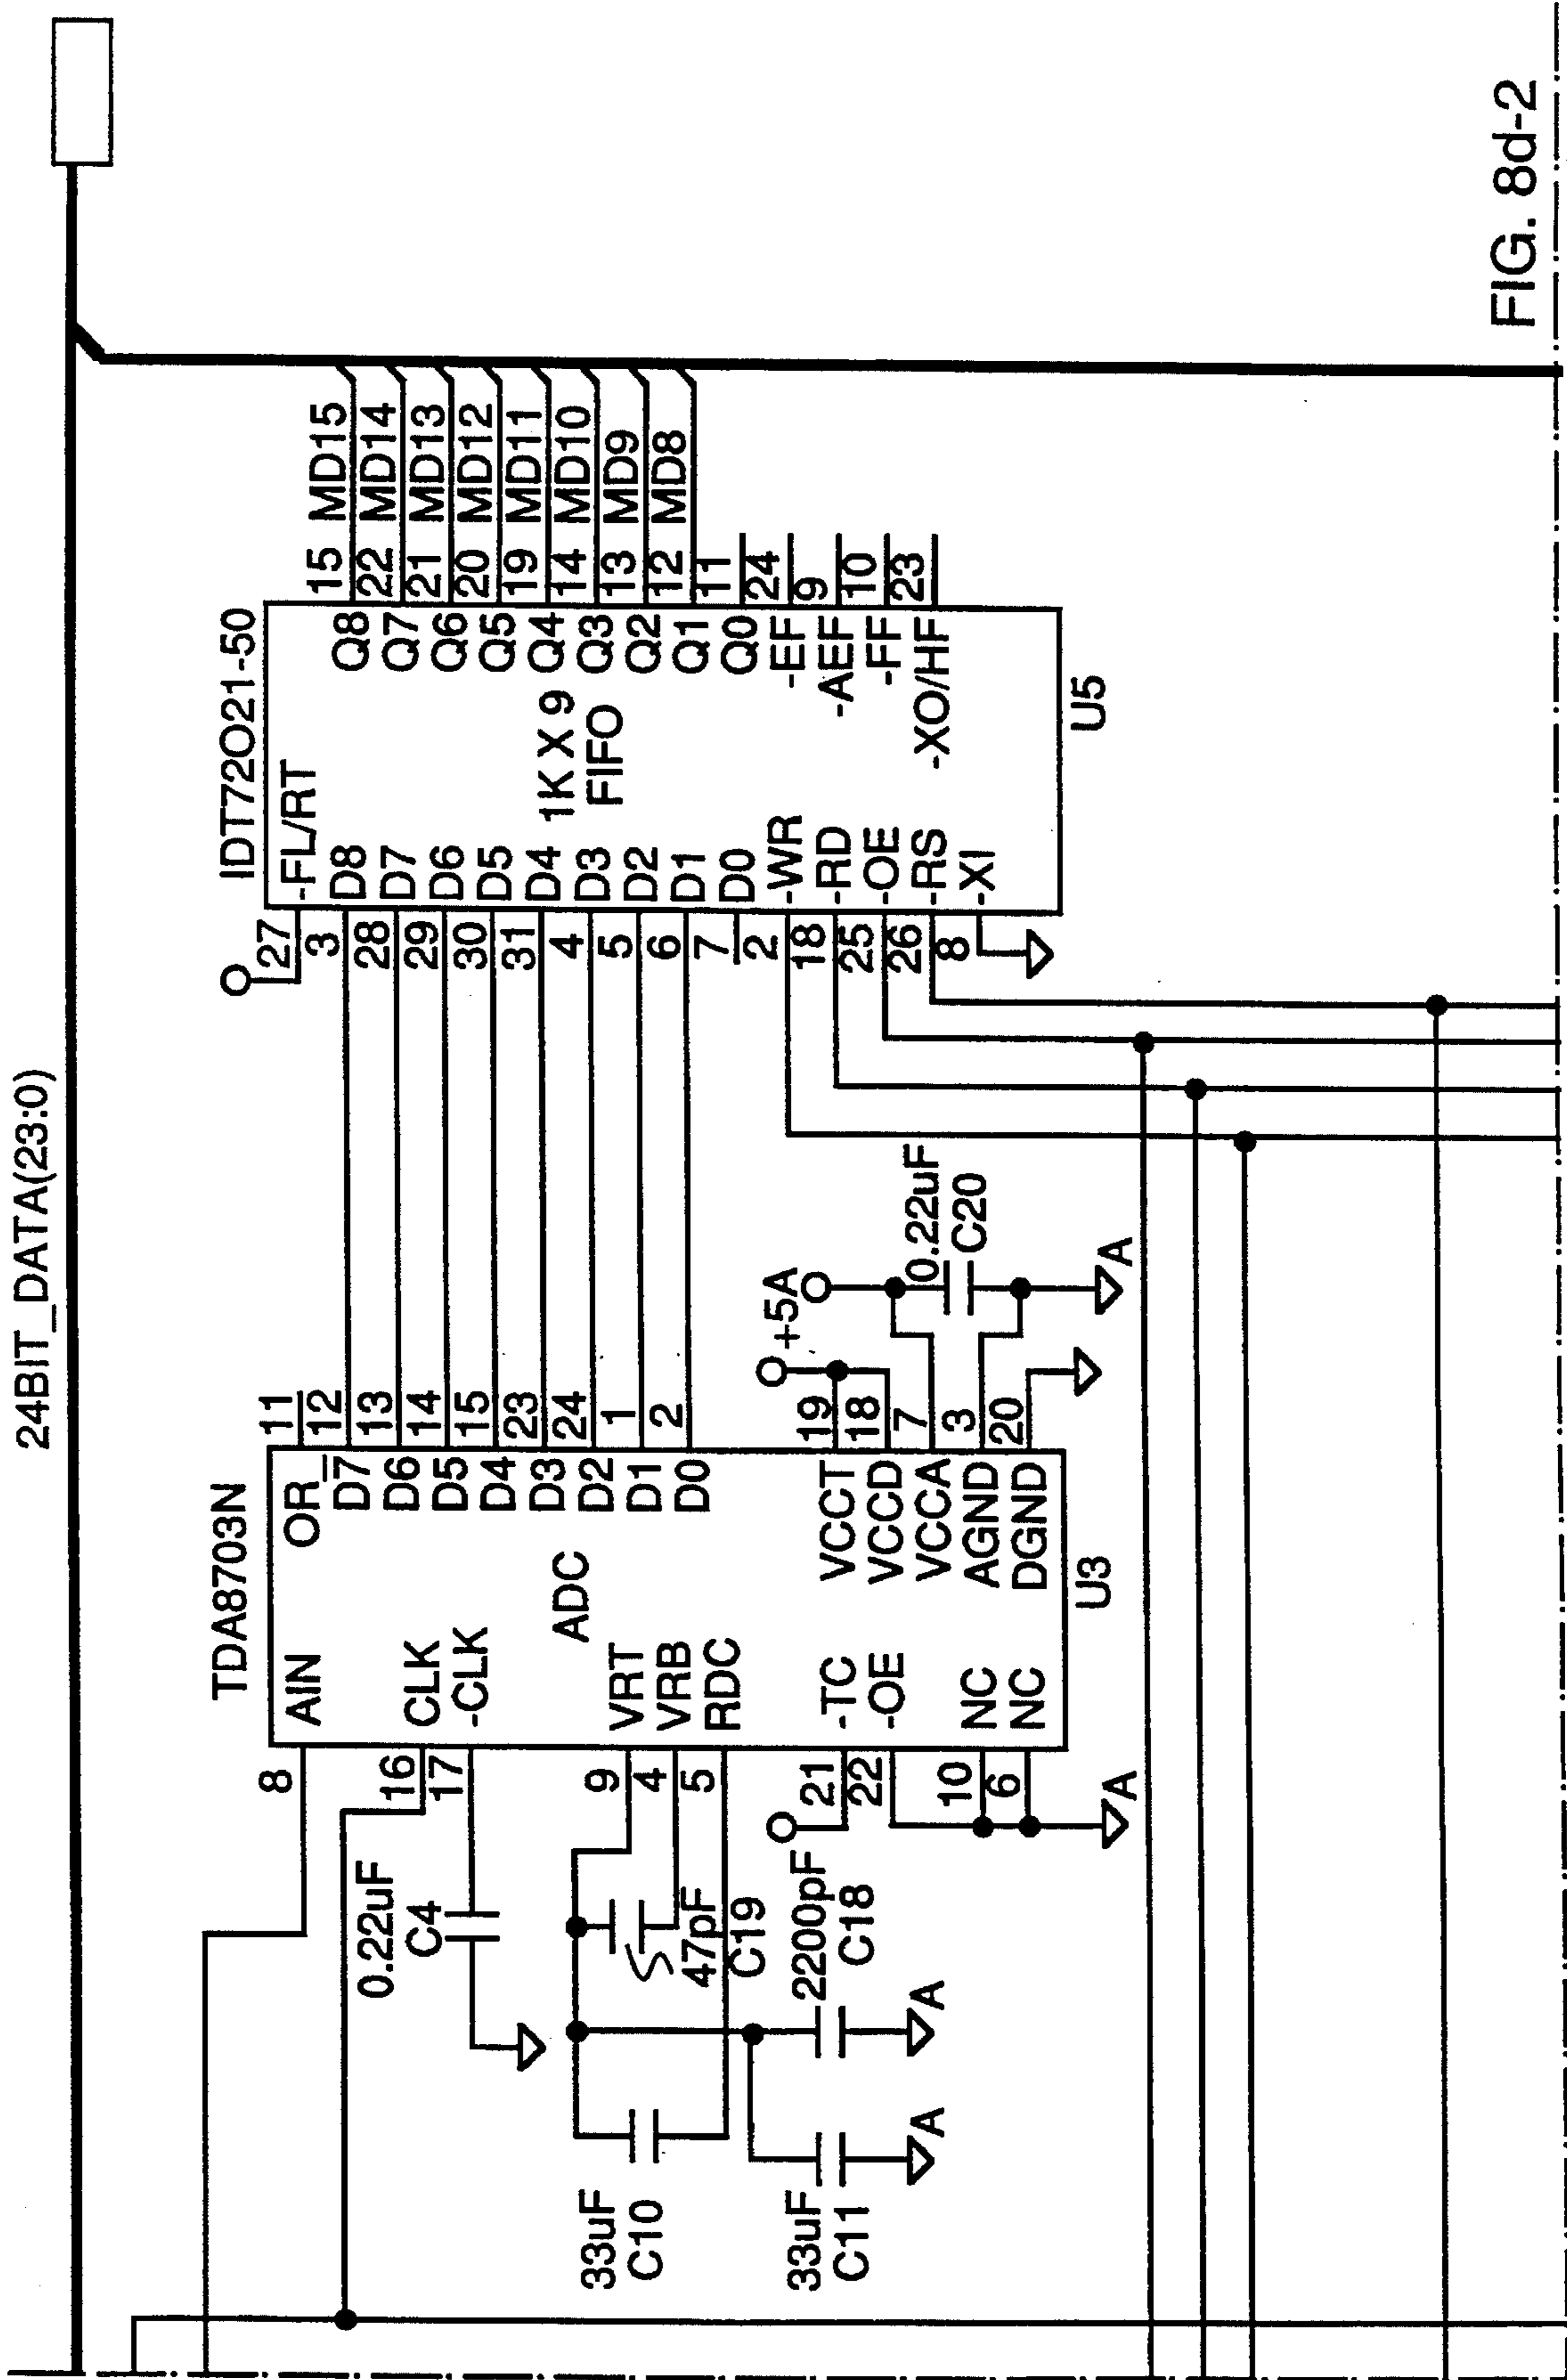 24BIT_DATA(23:0)
TDA8703N
8 AIN
16 CLK
17 -CLK
ADC
9 VRT
4 VRB
5 RDC
21 -TC
22 -OE
10 NC
6 NC
OR 11
D7 12
D6 13
D5 14
D4 15
D3 23
D2 24
D1 1
D0 2
VCCT 19
VCCD 18
VCCA 7
AGND 3
DGND 20
U3
0.22uF
C4
47pF
C19
2200pF
C18
33uF
C10
33uF
C11
A
A
A
+5A
0.22uF
C20
A
IDT72O21-50
27 -FL/RT
3 D8
28 D7
29 D6
30 D5
31 D4
4 D3
5 D2
6 D1
7 D0
2 -WR
18 -RD
25 -OE
26 -RS
8 -XI
1K X 9
FIFO
Q8 15 MD15
Q7 22 MD14
Q6 21 MD13
Q5 20 MD12
Q4 19 MD11
Q3 14 MD10
Q2 13 MD9
Q1 12 MD8
Q0 11
-EF 24
-AEF 9
-FF 10
-XO/HF 23
U5
FIG. 8d-2